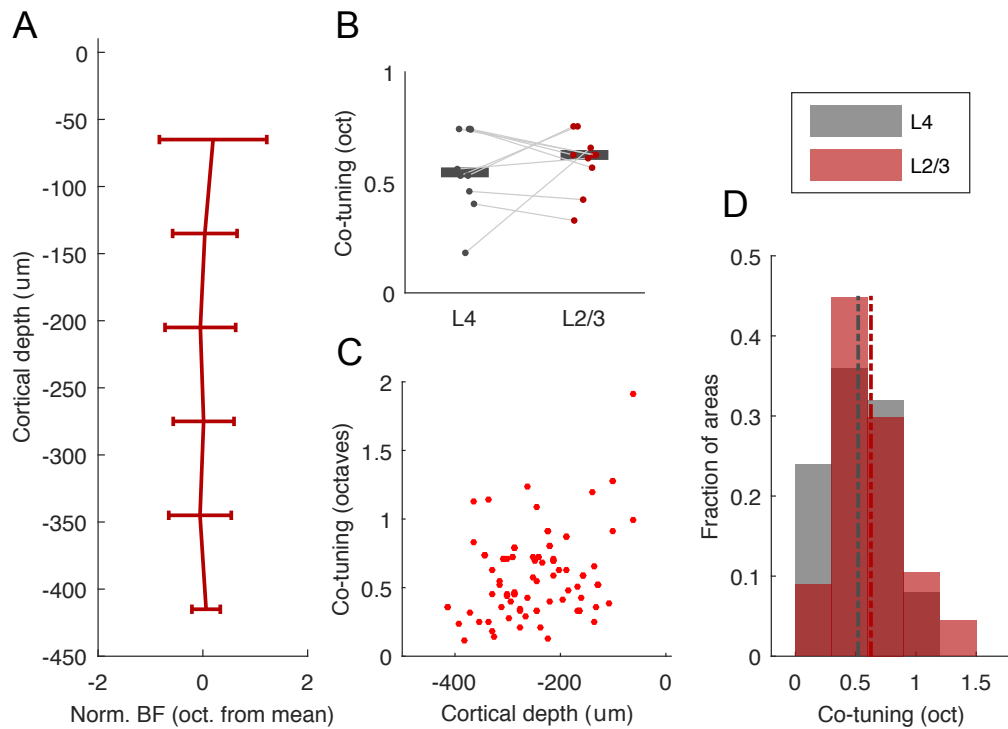 A
0
-50
-100
-150
-200
-250
-300
-350
-400
-450
Cortical depth (um)
-2
0
2
Norm. BF (oct. from mean)
B
1
0.5
0
Co-tuning (oct)
L4
L2/3
C
2
1.5
1
0.5
0
Co-tuning (octaves)
-400
-200
0
Cortical depth (um)
L4
L2/3
D
0.5
0.4
0.3
0.2
0.1
0
Fraction of areas
0
0.5
1
1.5
Co-tuning (oct)